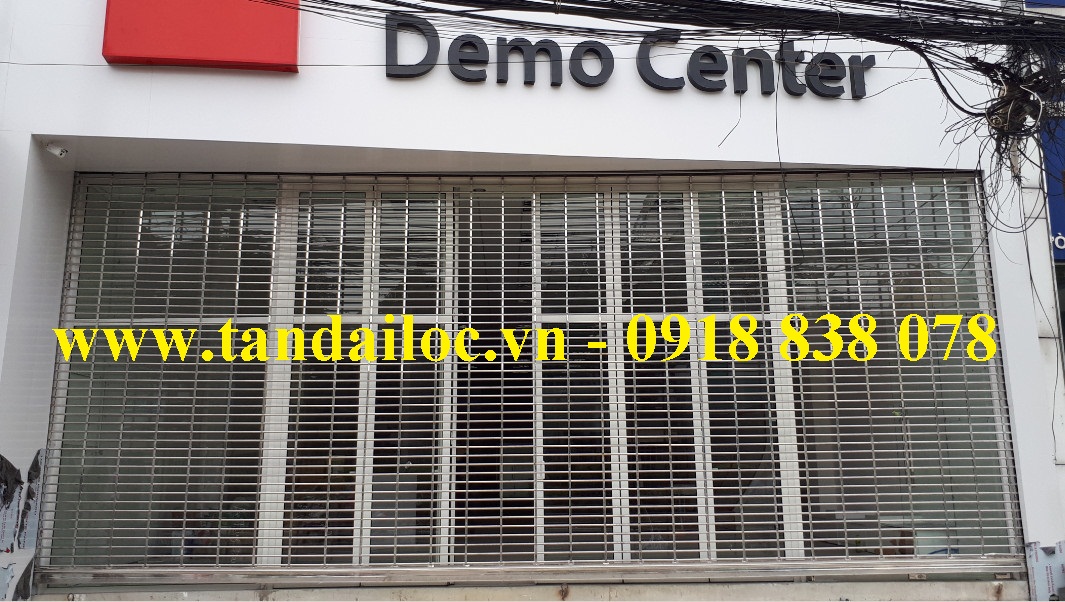 Demo Center
www.tandailoc.vn - 0918 838 078